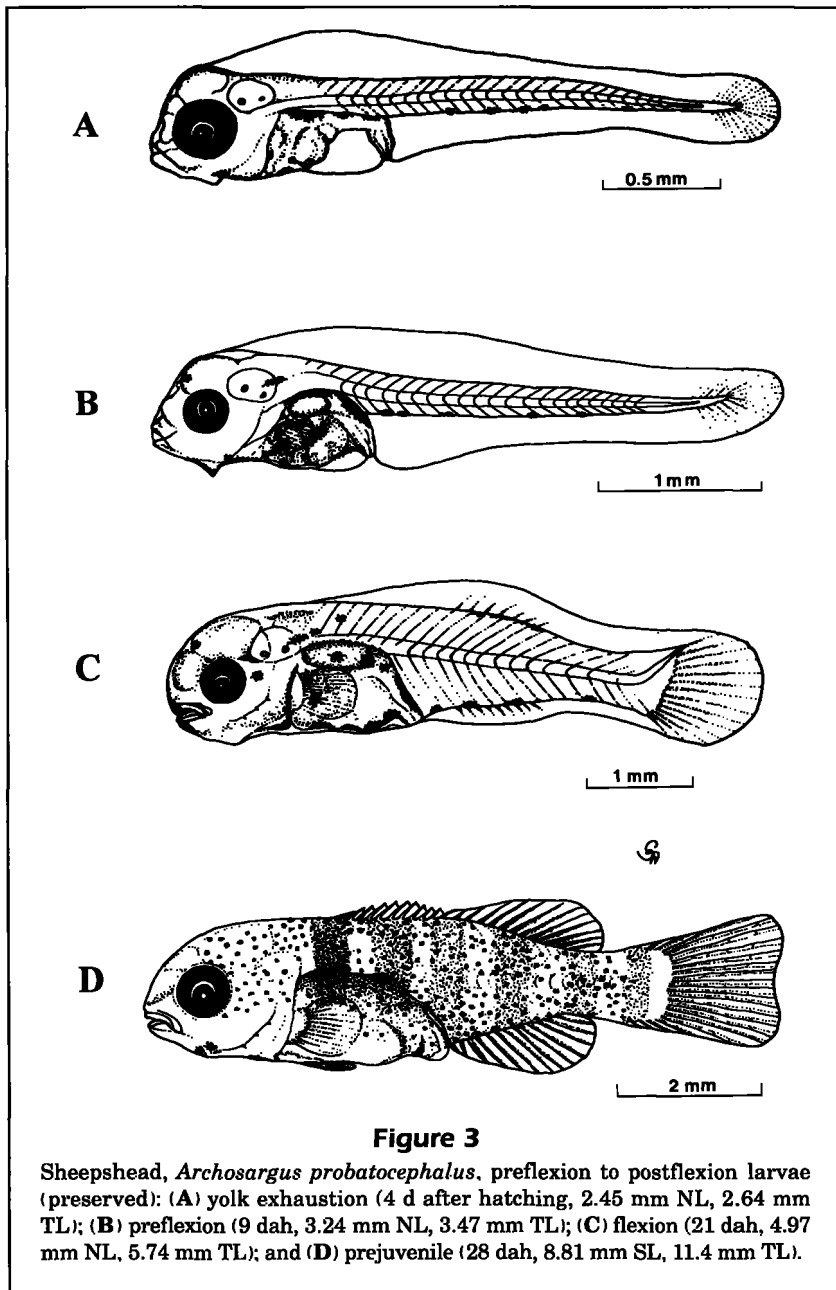 A
0.5 mm
B
1 mm
C
1 mm
D
2 mm
Figure 3
Sheepshead, Archosargus probatocephalus, preflexion to postflexion larvae
(preserved): (A) yolk exhaustion (4 d after hatching, 2.45 mm NL, 2.64 mm
TL); (B) preflexion (9 dah, 3.24 mm NL, 3.47 mm TL); (C) flexion (21 dah, 4.97
mm NL, 5.74 mm TL); and (D) prejuvenile (28 dah, 8.81 mm SL, 11.4 mm TL).